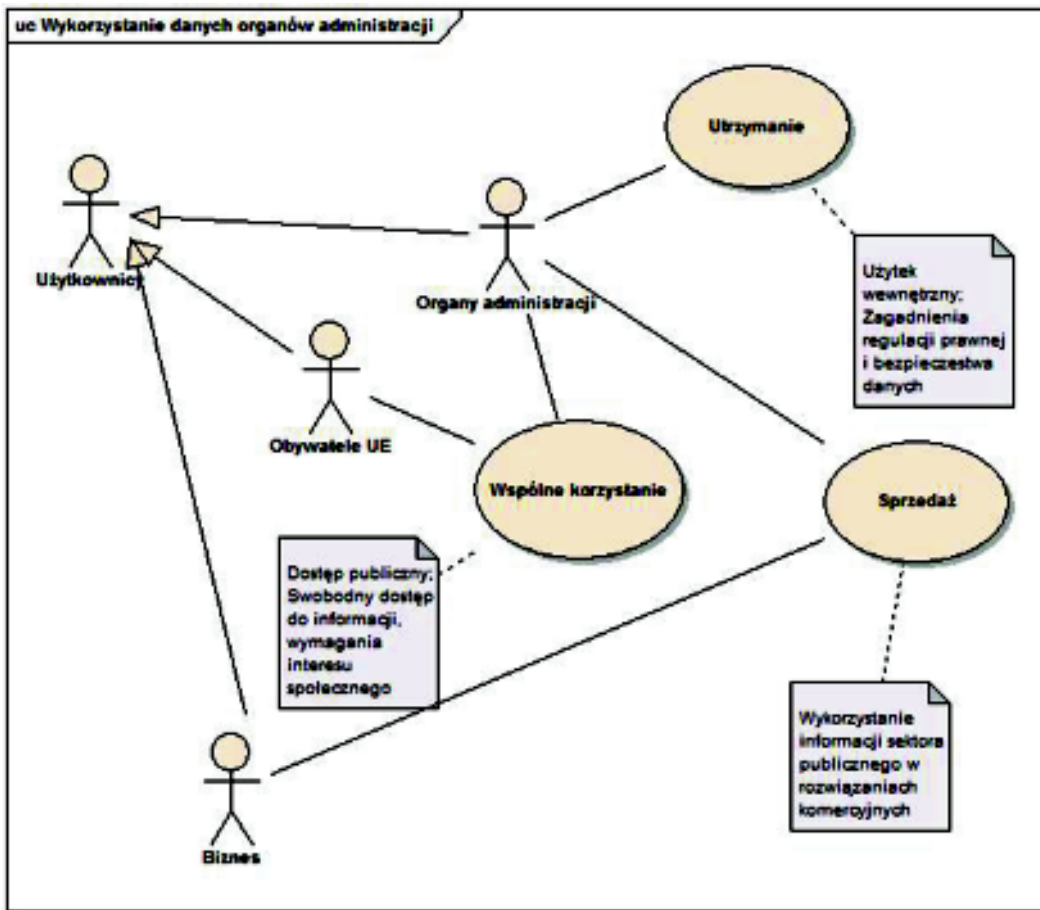 uc Wykorzystanie danych organów administracji
Utrzymanie
Użytkownicy
Organy administracji
Użytek
wewnętrzny;
Zagadnienia
regulacji prawnej
i bezpieczestwa
danych
Obywatele UE
Wspólne korzystanie
Sprzedaż
Dostęp publiczny;
Swobodny dostęp
do informacji,
wymagania
interesu
społecznego
Wykorzystanie
informacji sektora
publicznego w
rozwiązaniach
komercyjnych
Biznes